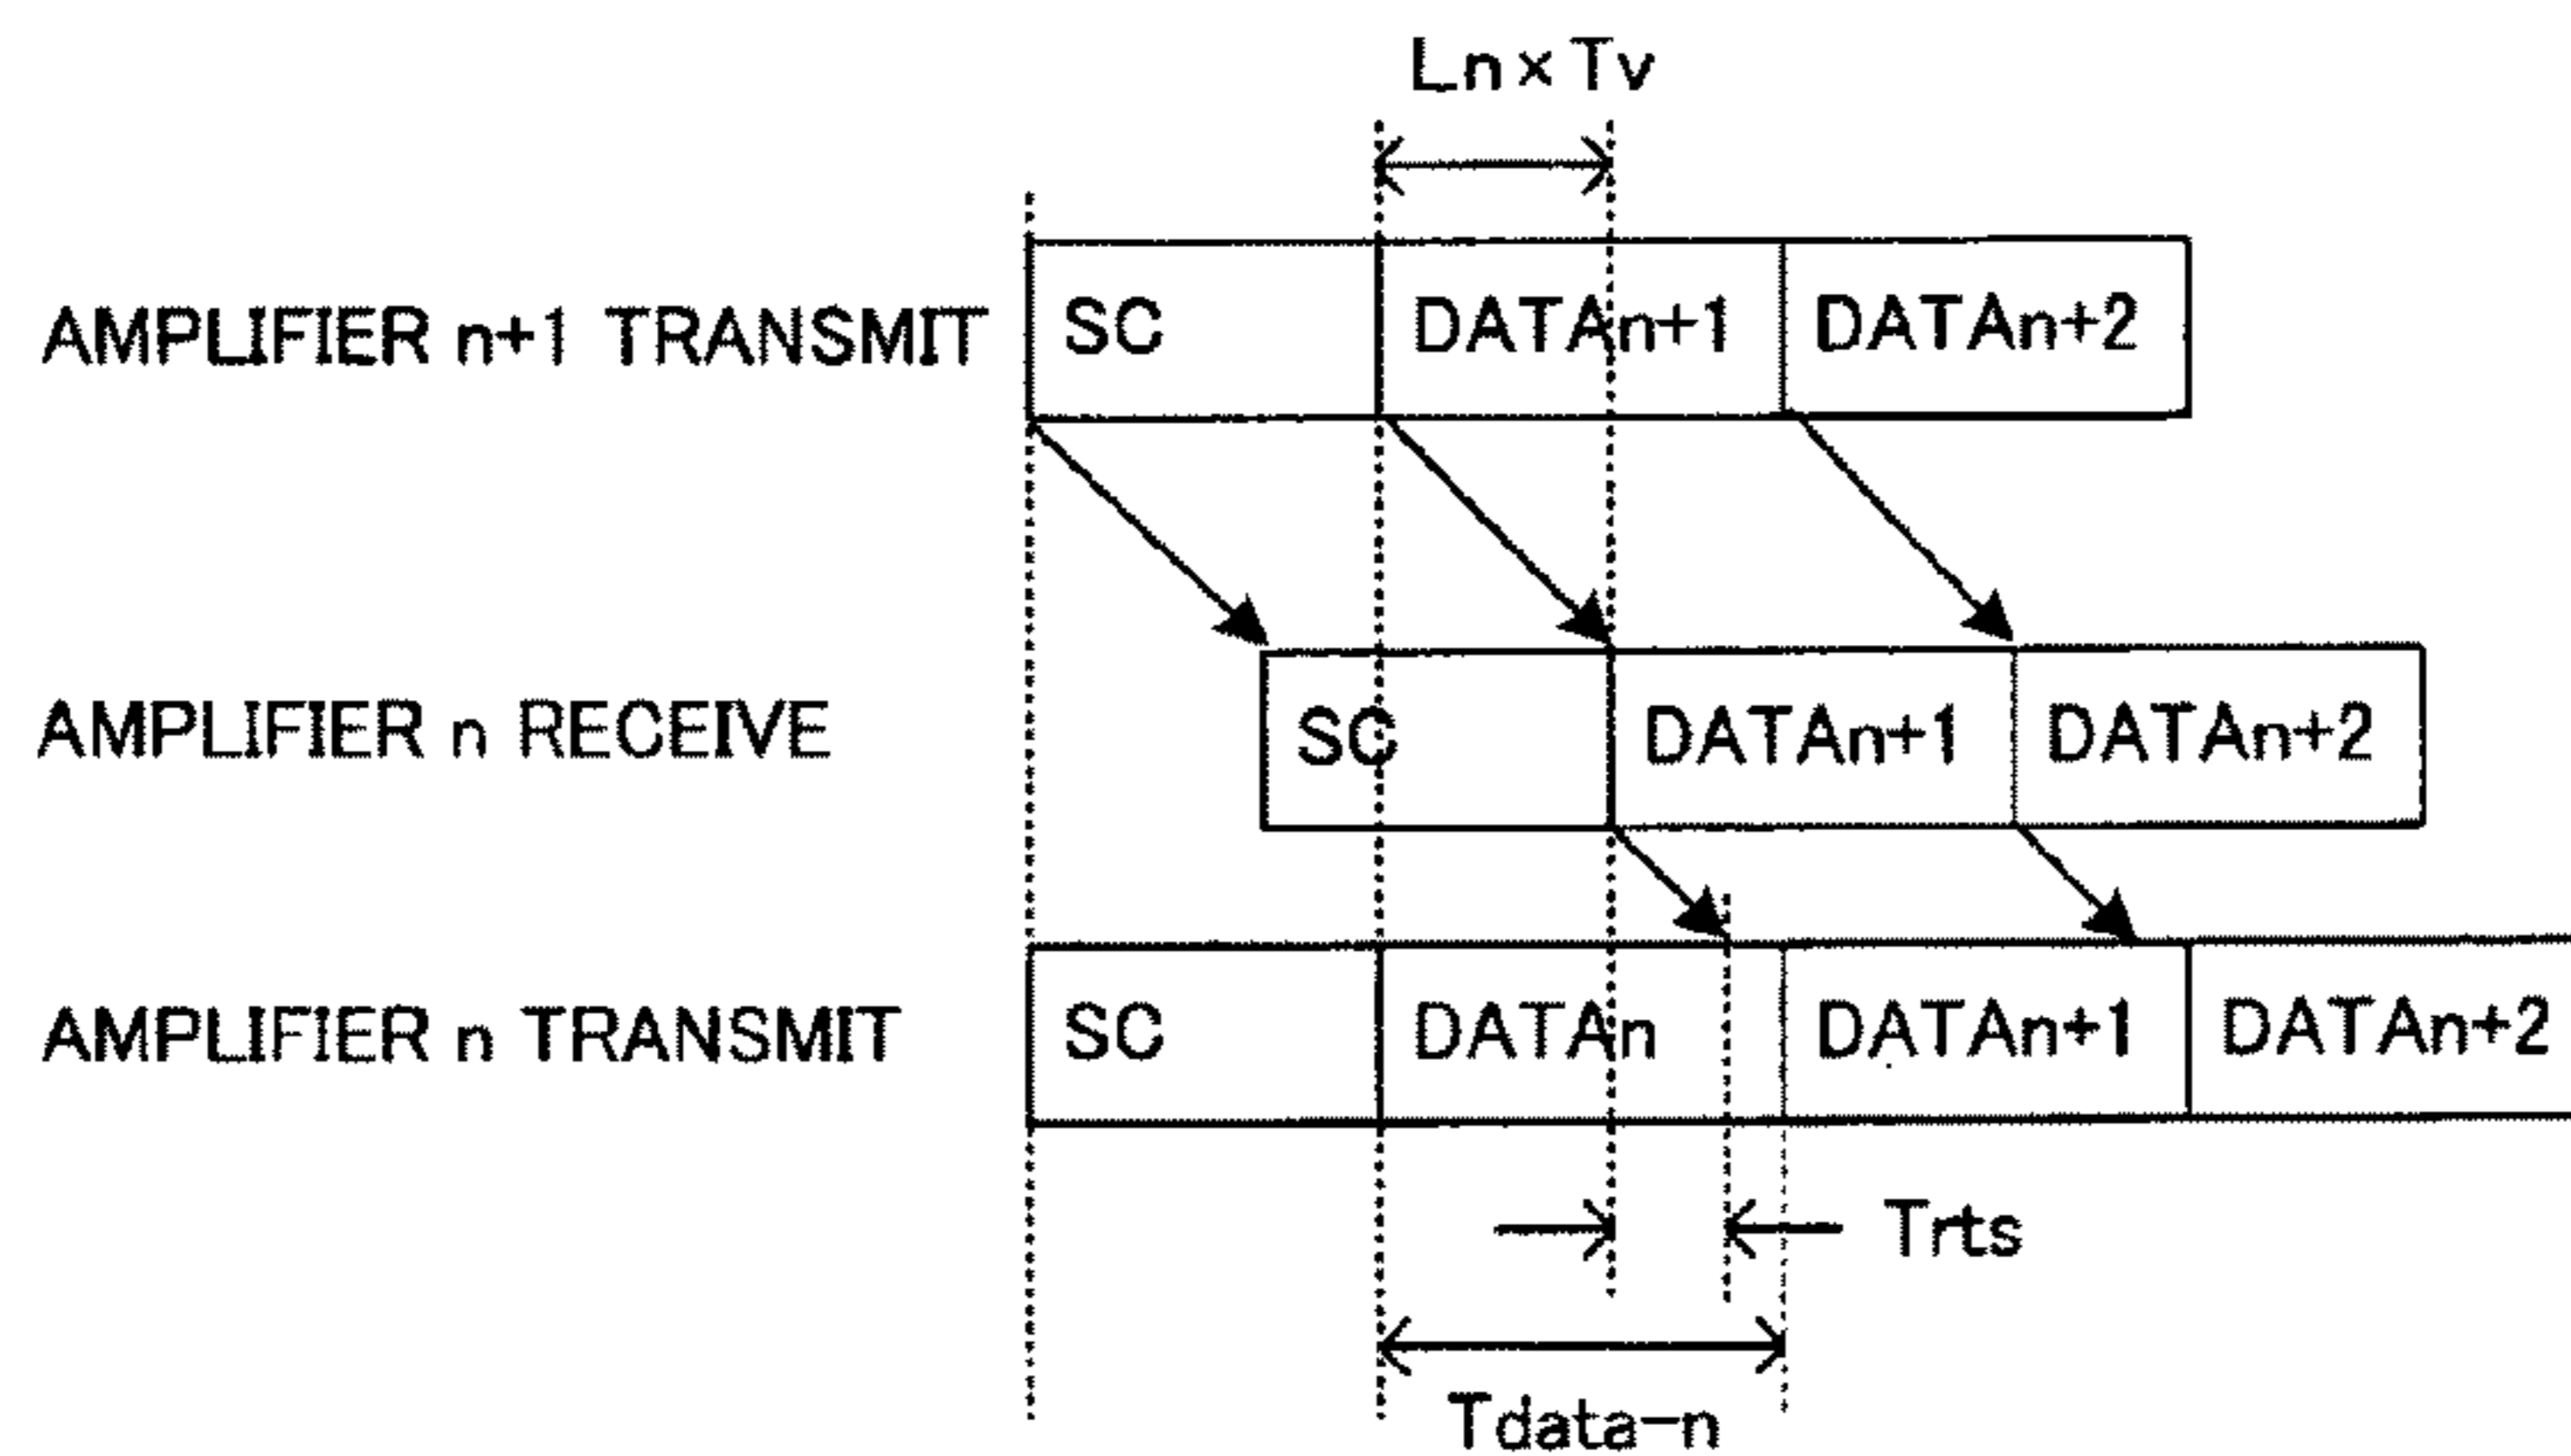 Ln×Tv
AMPLIFIER n+1 TRANSMIT SC DATAn+1 DATAn+2
AMPLIFIER n RECEIVE SC DATAn+1 DATAn+2
AMPLIFIER n TRANSMIT SC DATAn DATAn+1 DATAn+2
Trts
Tdata-n